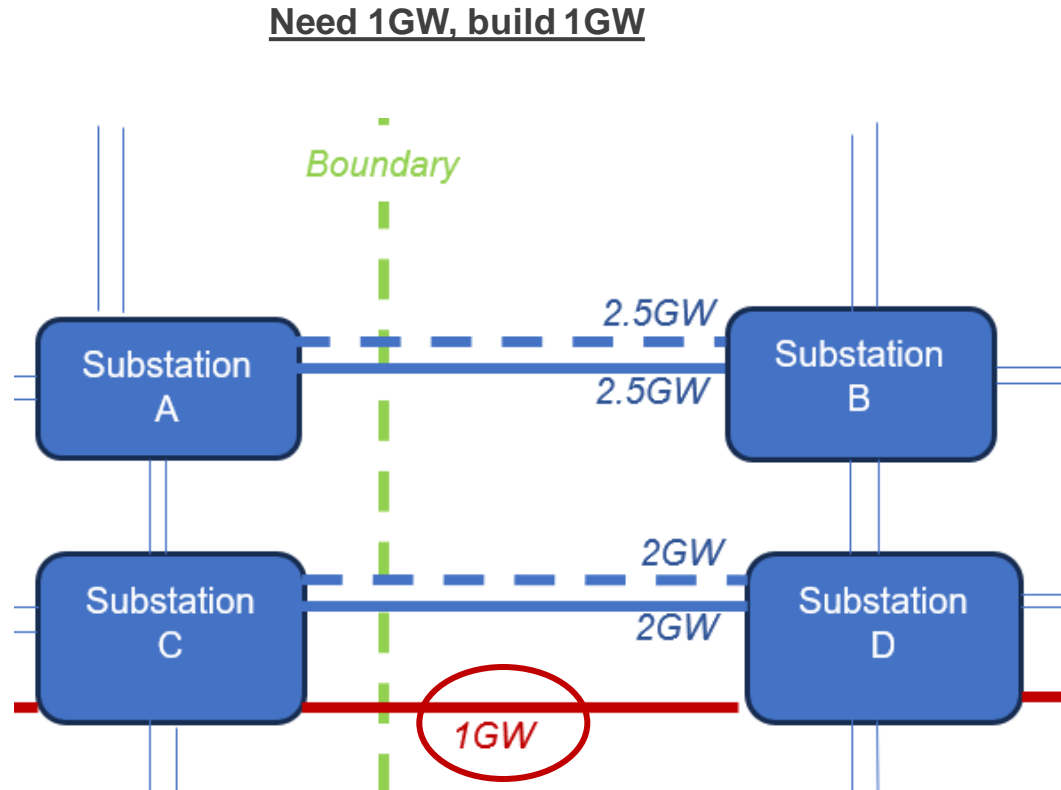 Need 1GW, build 1GW
Boundary
2.5GW
2.5GW
Substation
A
Substation
B
2GW
2GW
Substation
C
Substation
D
1GW